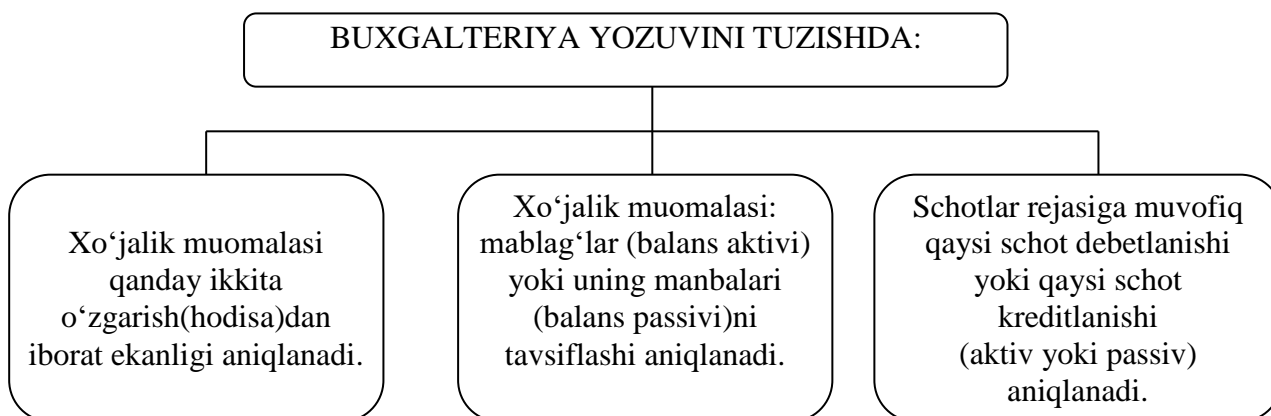 BUXGALTERIYA YOZUVINI TUZISHDA:
Xo‘jalik muomalasi
qanday ikkita
o‘zgarish(hodisa)dan
iborat ekanligi aniqlanadi.
Xo‘jalik muomalasi:
mablag‘lar (balans aktivi)
yoki uning manbalari
(balans passivi)ni
tavsiflashi aniqlanadi.
Schotlar rejasiga muvofiq
qaysi schot debetlanishi
yoki qaysi schot
kreditlanishi
(aktiv yoki passiv)
aniqlanadi.